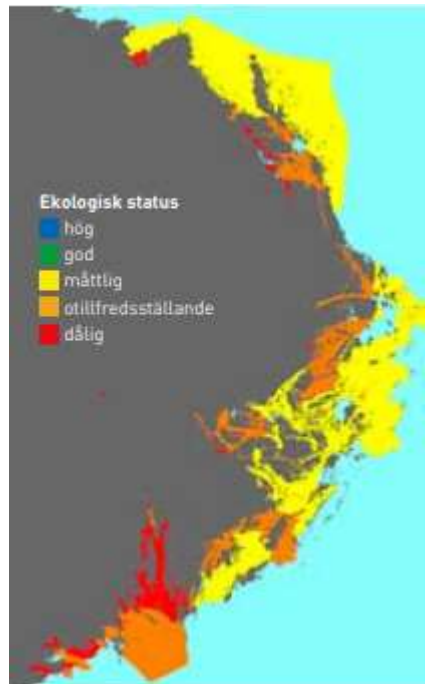 Ekologisk status
hög
god
måttlig
otillfredsställande
dålig